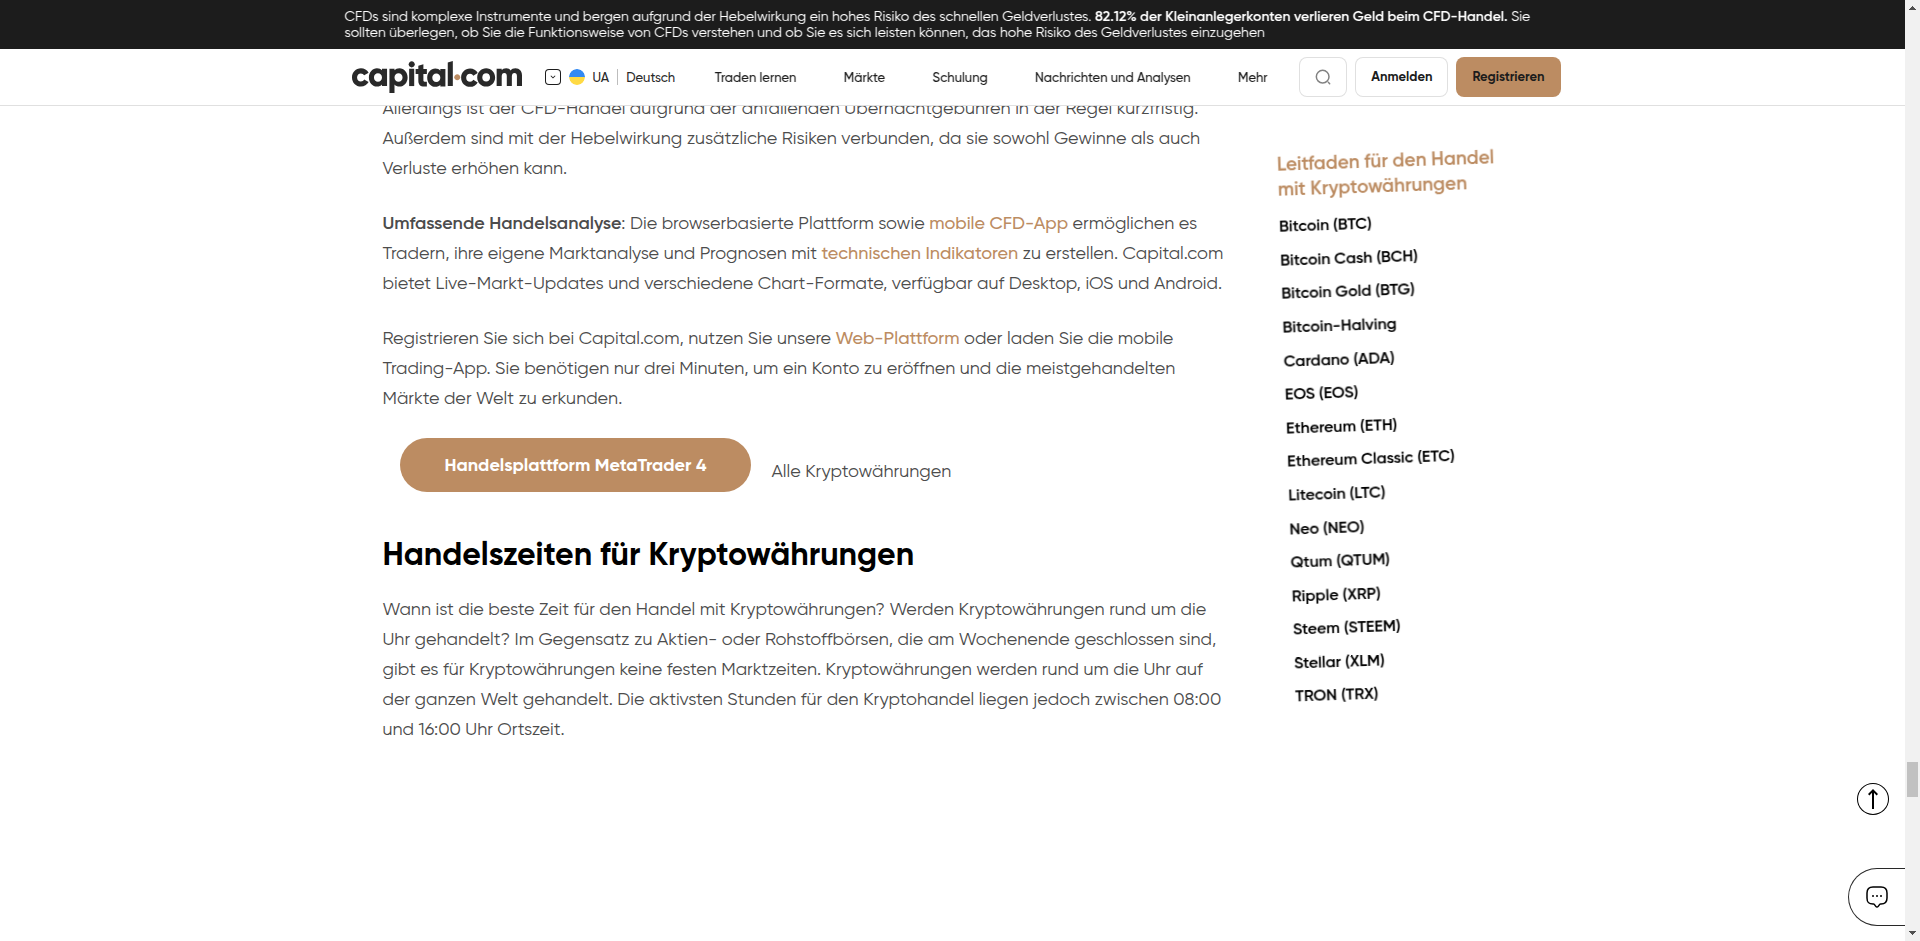 CFDs sind komplexe Instrumente und bergen aufgrund der Hebelwirkung ein hohes Risiko des schnellen Geldverlustes. 82.12% der Kleinanlegerkonten verlieren Geld beim CFD-Handel. Sie
sollten überlegen, ob Sie die Funktionsweise von CFDs verstehen und ob Sie es sich leisten können, das hohe Risiko des Geldverlustes einzugehen
capital.com UA Deutsch Traden lernen Märkte Schulung Nachrichten und Analysen Mehr Anmelden Registrieren
Allerdings ist der CFD-Handel aufgrund der anfallenden Übernachtgebühren in der Regel kurzfristig.
Außerdem sind mit der Hebelwirkung zusätzliche Risiken verbunden, da sie sowohl Gewinne als auch
Verluste erhöhen kann.
Umfassende Handelsanalyse: Die browserbasierte Plattform sowie mobile CFD-App ermöglichen es
Tradern, ihre eigene Marktanalyse und Prognosen mit technischen Indikatoren zu erstellen. Capital.com
bietet Live-Markt-Updates und verschiedene Chart-Formate, verfügbar auf Desktop, iOS und Android.
Registrieren Sie sich bei Capital.com, nutzen Sie unsere Web-Plattform oder laden Sie die mobile
Trading-App. Sie benötigen nur drei Minuten, um ein Konto zu eröffnen und die meistgehandelten
Märkte der Welt zu erkunden.
Handelsplattform MetaTrader 4 Alle Kryptowährungen
Handelszeiten für Kryptowährungen
Wann ist die beste Zeit für den Handel mit Kryptowährungen? Werden Kryptowährungen rund um die
Uhr gehandelt? Im Gegensatz zu Aktien- oder Rohstoffbörsen, die am Wochenende geschlossen sind,
gibt es für Kryptowährungen keine festen Marktzeiten. Kryptowährungen werden rund um die Uhr auf
der ganzen Welt gehandelt. Die aktivsten Stunden für den Kryptohandel liegen jedoch zwischen 08:00
und 16:00 Uhr Ortszeit.
Leitfaden für den Handel
mit Kryptowährungen
Bitcoin (BTC)
Bitcoin Cash (BCH)
Bitcoin Gold (BTG)
Bitcoin-Halving
Cardano (ADA)
EOS (EOS)
Ethereum (ETH)
Ethereum Classic (ETC)
Litecoin (LTC)
Neo (NEO)
Qtum (QTUM)
Ripple (XRP)
Steem (STEEM)
Stellar (XLM)
TRON (TRX)